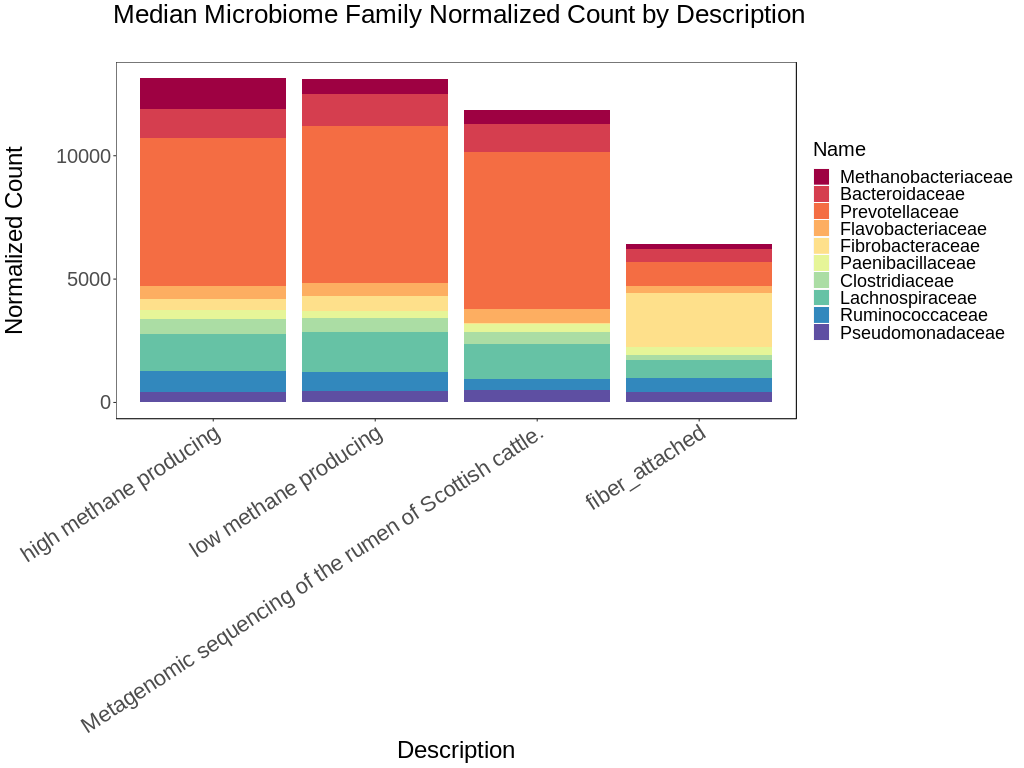 Median Microbiome Family Normalized Count by Description
Normalized Count
10000
5000
0
high methane producing
low methane producing
Metagenomic sequencing of the rumen of Scottish cattle.
fiber_attached
Description
Name
Methanobacteriaceae
Bacteroidaceae
Prevotellaceae
Flavobacteriaceae
Fibrobacteraceae
Paenibacillaceae
Clostridiaceae
Lachnospiraceae
Ruminococcaceae
Pseudomonadaceae